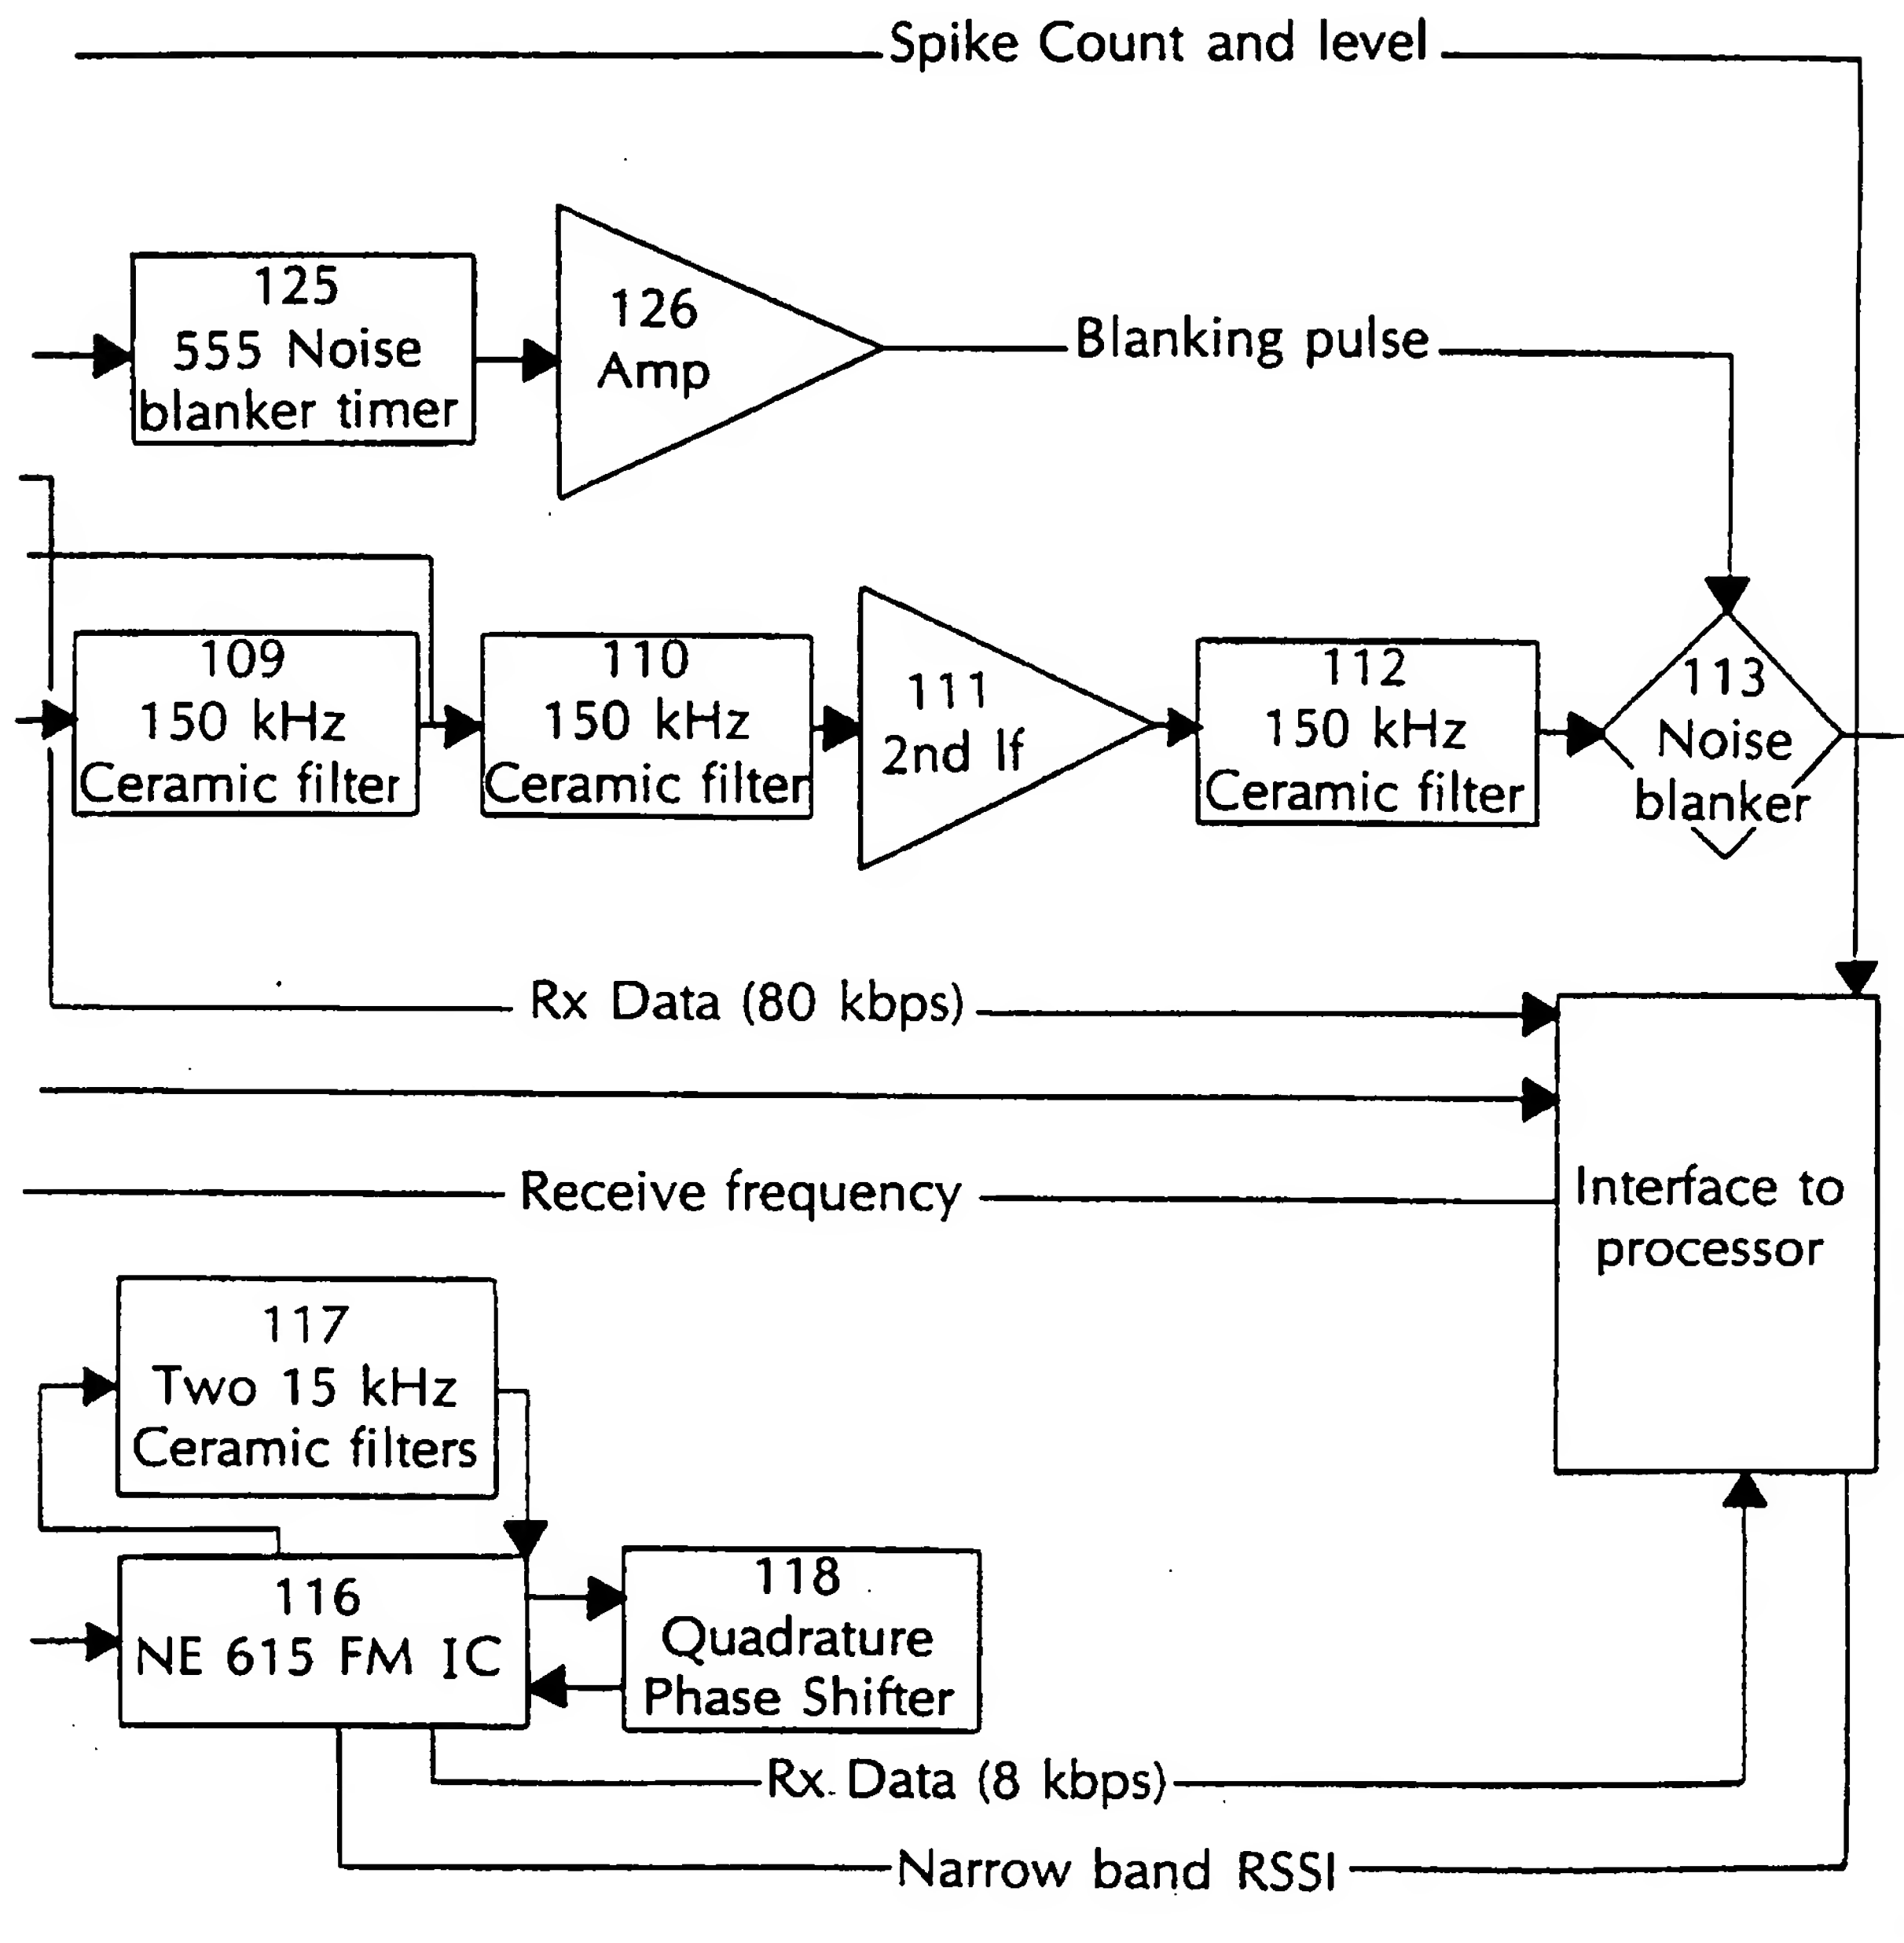 Spike Count and level
125
555 Noise
blanker timer
126
Amp
Blanking pulse
109
150 kHz
Ceramic filter
110
150 kHz
Ceramic filter
111
2nd If
112
150 kHz
Ceramic filter
113
Noise
blanker
Rx Data (80 kbps)
Receive frequency
Interface to
processor
117
Two 15 kHz
Ceramic filters
116
NE 615 FM IC
118
Quadrature
Phase Shifter
Rx Data (8 kbps)
Narrow band RSSI